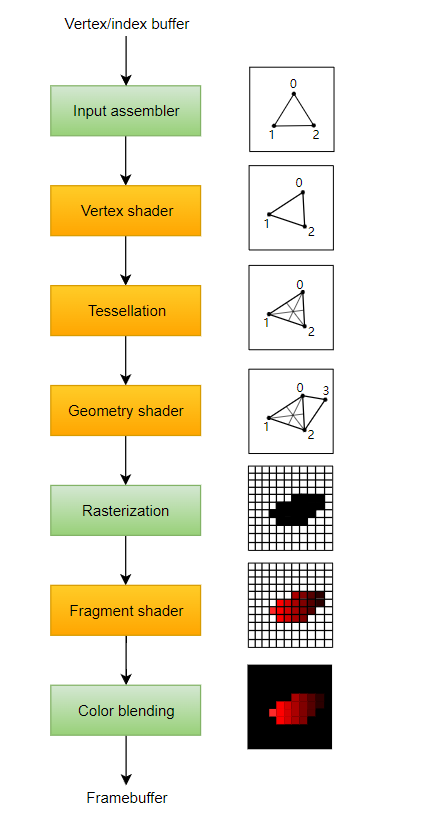 Vertex/index buffer
Input assembler
0
1 2
Vertex shader
0
1
2
Tessellation
0
1
2
Geometry shader
0 3
1
2
Rasterization
Fragment shader
Color blending
Framebuffer